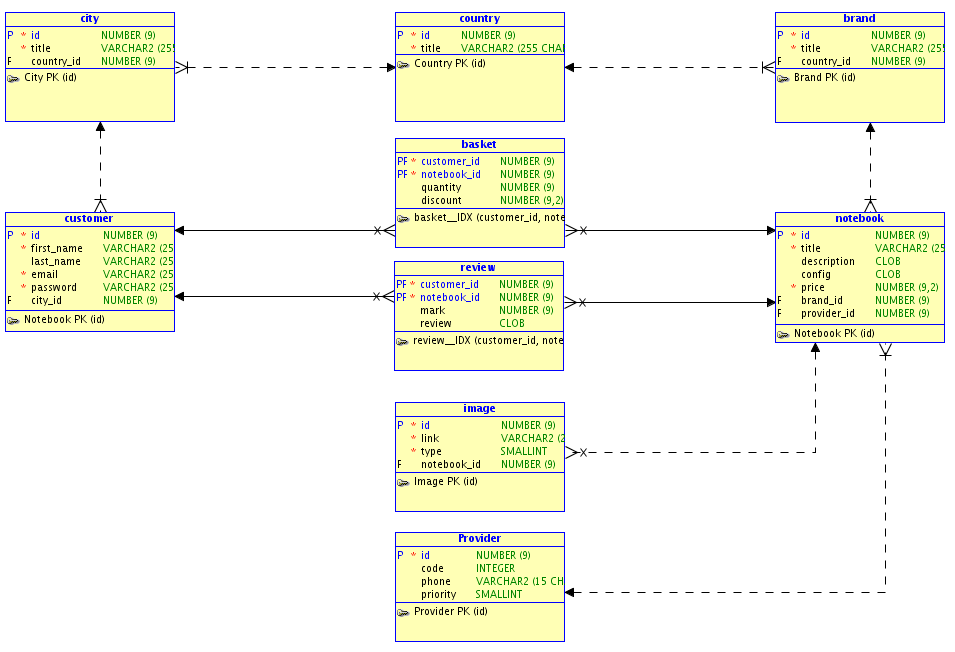 city
P * id NUMBER (9)
* title VARCHAR2 (255
F country_id NUMBER (9)
City PK (id)
country
P * id NUMBER (9)
* title VARCHAR2 (255 CHA
Country PK (id)
brand
P * id NUMBER (9)
* title VARCHAR2 (255
F country_id NUMBER (9)
Brand PK (id)
basket
PF * customer_id NUMBER (9)
PF * notebook_id NUMBER (9)
quantity NUMBER (9)
discount NUMBER (9,2)
basket__IDX (customer_id, note
customer
P * id NUMBER (9)
* first_name VARCHAR2 (25
last_name VARCHAR2 (25
* email VARCHAR2 (25
* password VARCHAR2 (25
F city_id NUMBER (9)
Notebook PK (id)
review
PF * customer_id NUMBER (9)
PF * notebook_id NUMBER (9)
mark NUMBER (9)
review CLOB
review__IDX (customer_id, note
notebook
P * id NUMBER (9)
* title VARCHAR2 (25
description CLOB
config CLOB
* price NUMBER (9,2)
F brand_id NUMBER (9)
F provider_id NUMBER (9)
Notebook PK (id)
image
P * id NUMBER (9)
* link VARCHAR2 (2
* type SMALLINT
F notebook_id NUMBER (9)
Image PK (id)
Provider
P * id NUMBER (9)
code INTEGER
phone VARCHAR2 (15 CH
priority SMALLINT
Provider PK (id)